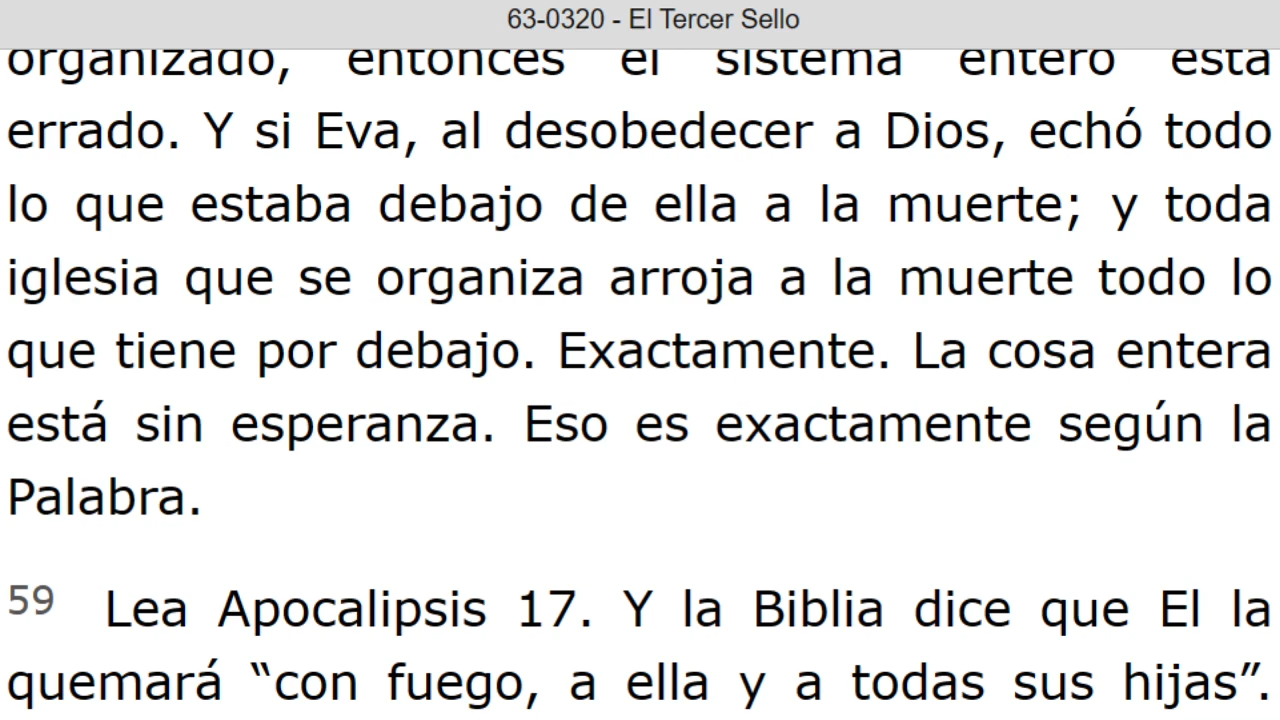 63-0320 - El Tercer Sello
organizado, entonces el sistema entero está
errado. Y si Eva, al desobedecer a Dios, echó todo
lo que estaba debajo de ella a la muerte; y toda
iglesia que se organiza arroja a la muerte todo lo
que tiene por debajo. Exactamente. La cosa entera
está sin esperanza. Eso es exactamente según la
Palabra.
59 Lea Apocalipsis 17. Y la Biblia dice que El la
quemará “con fuego, a ella y a todas sus hijas”.